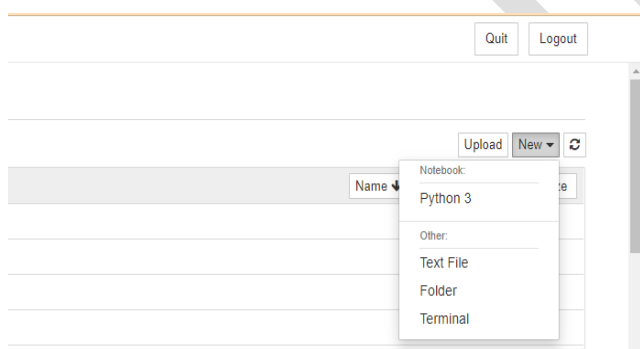 Quit Logout
Upload New
Name
Notebook:
Python 3
Other:
Text File
Folder
Terminal